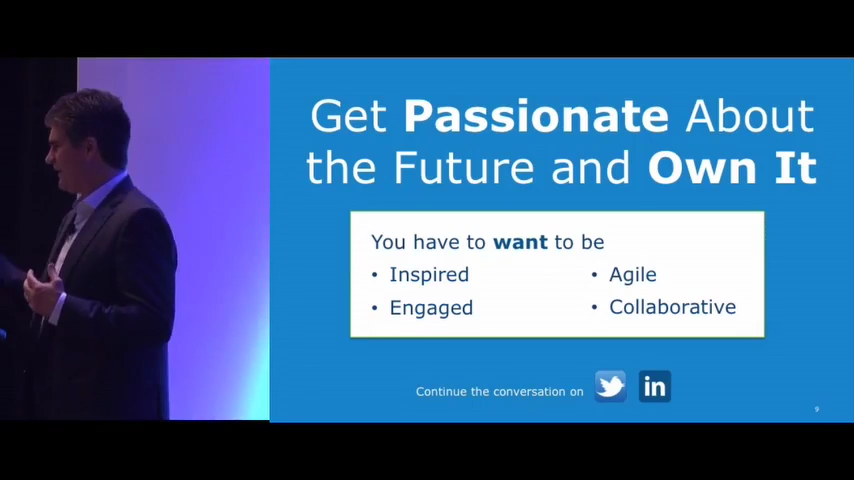 Get Passionate About
the Future and Own It
You have to want to be
• Inspired
• Agile
• Engaged
• Collaborative
Continue the conversation on
in
9